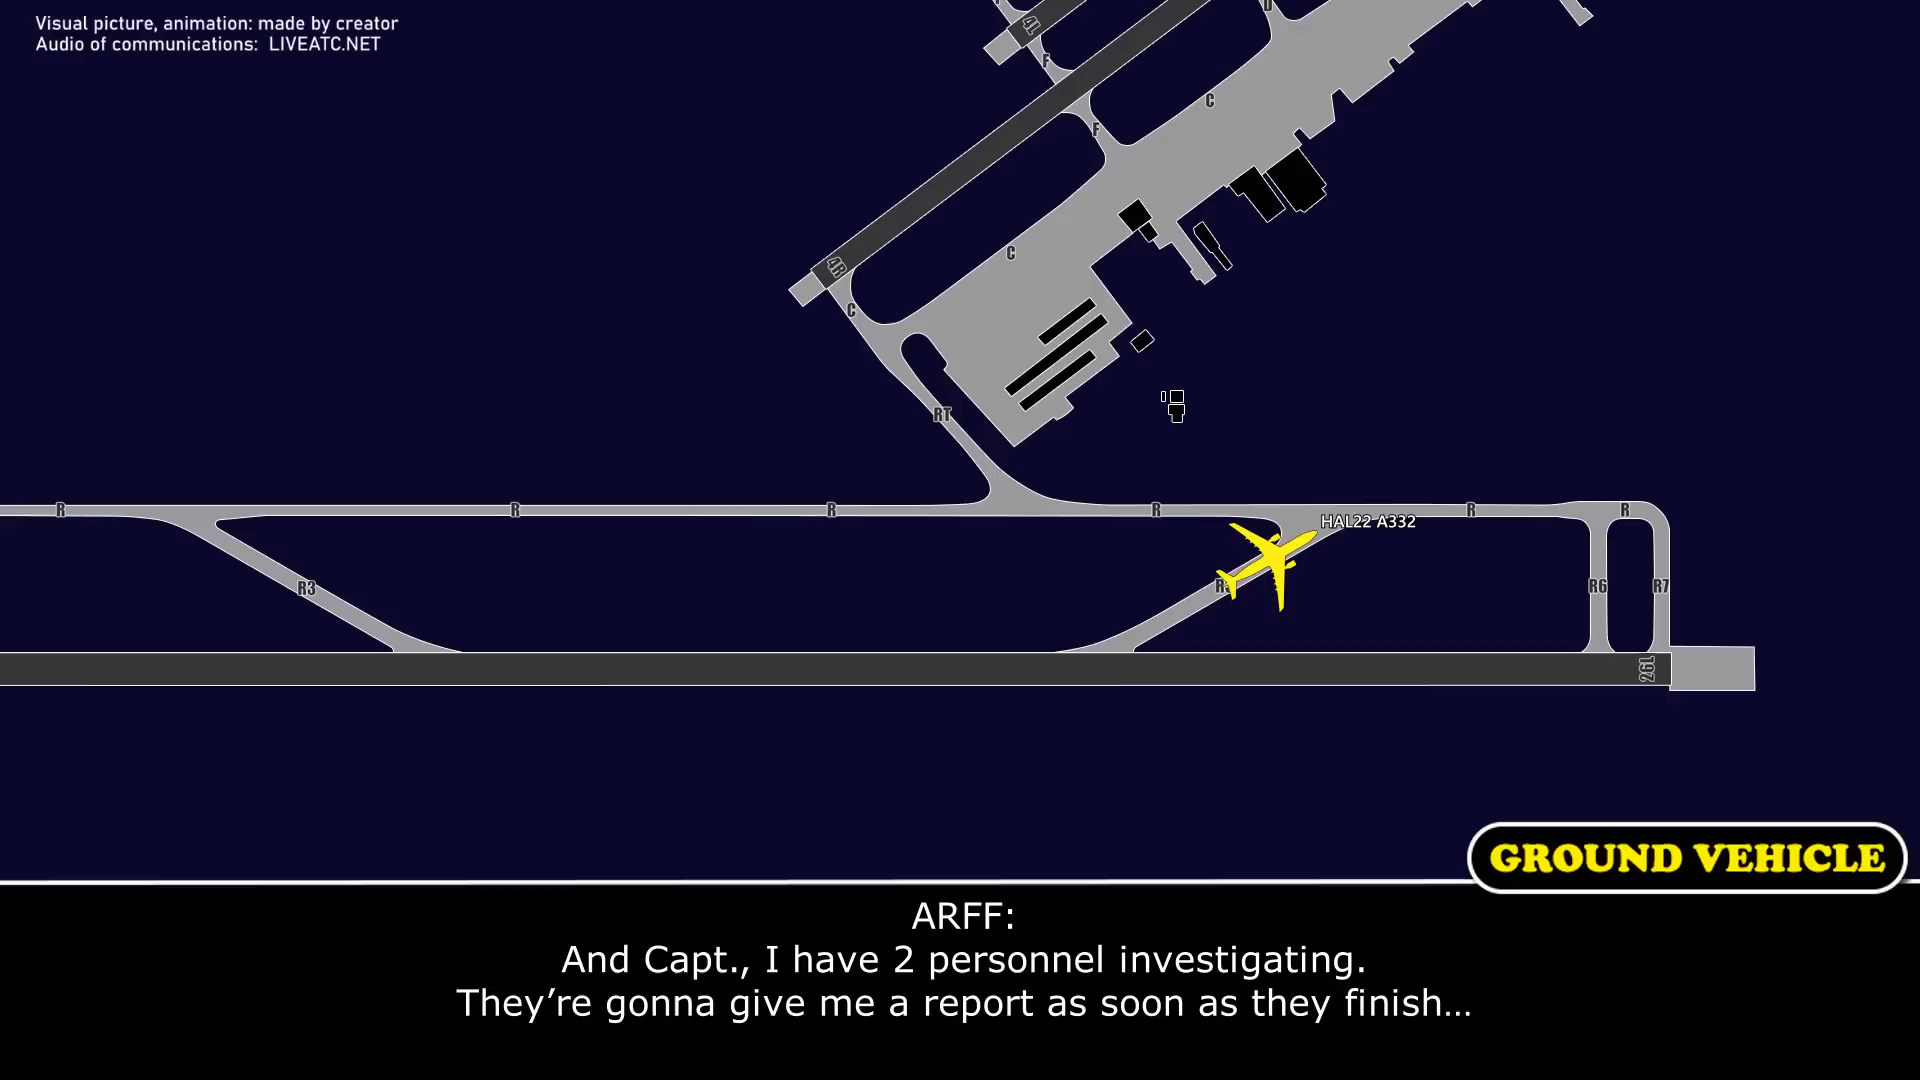 Visual picture, animation: made by creator
Audio of communications: LIVEATC.NET
4L
D
F
C
F
4R
C
C
RT
R
R
R
R
R
R
HAL22 A332
R3
R6
R7
26L
GROUND VEHICLE
ARFF:
And Capt., I have 2 personnel investigating.
They’re gonna give me a report as soon as they finish...